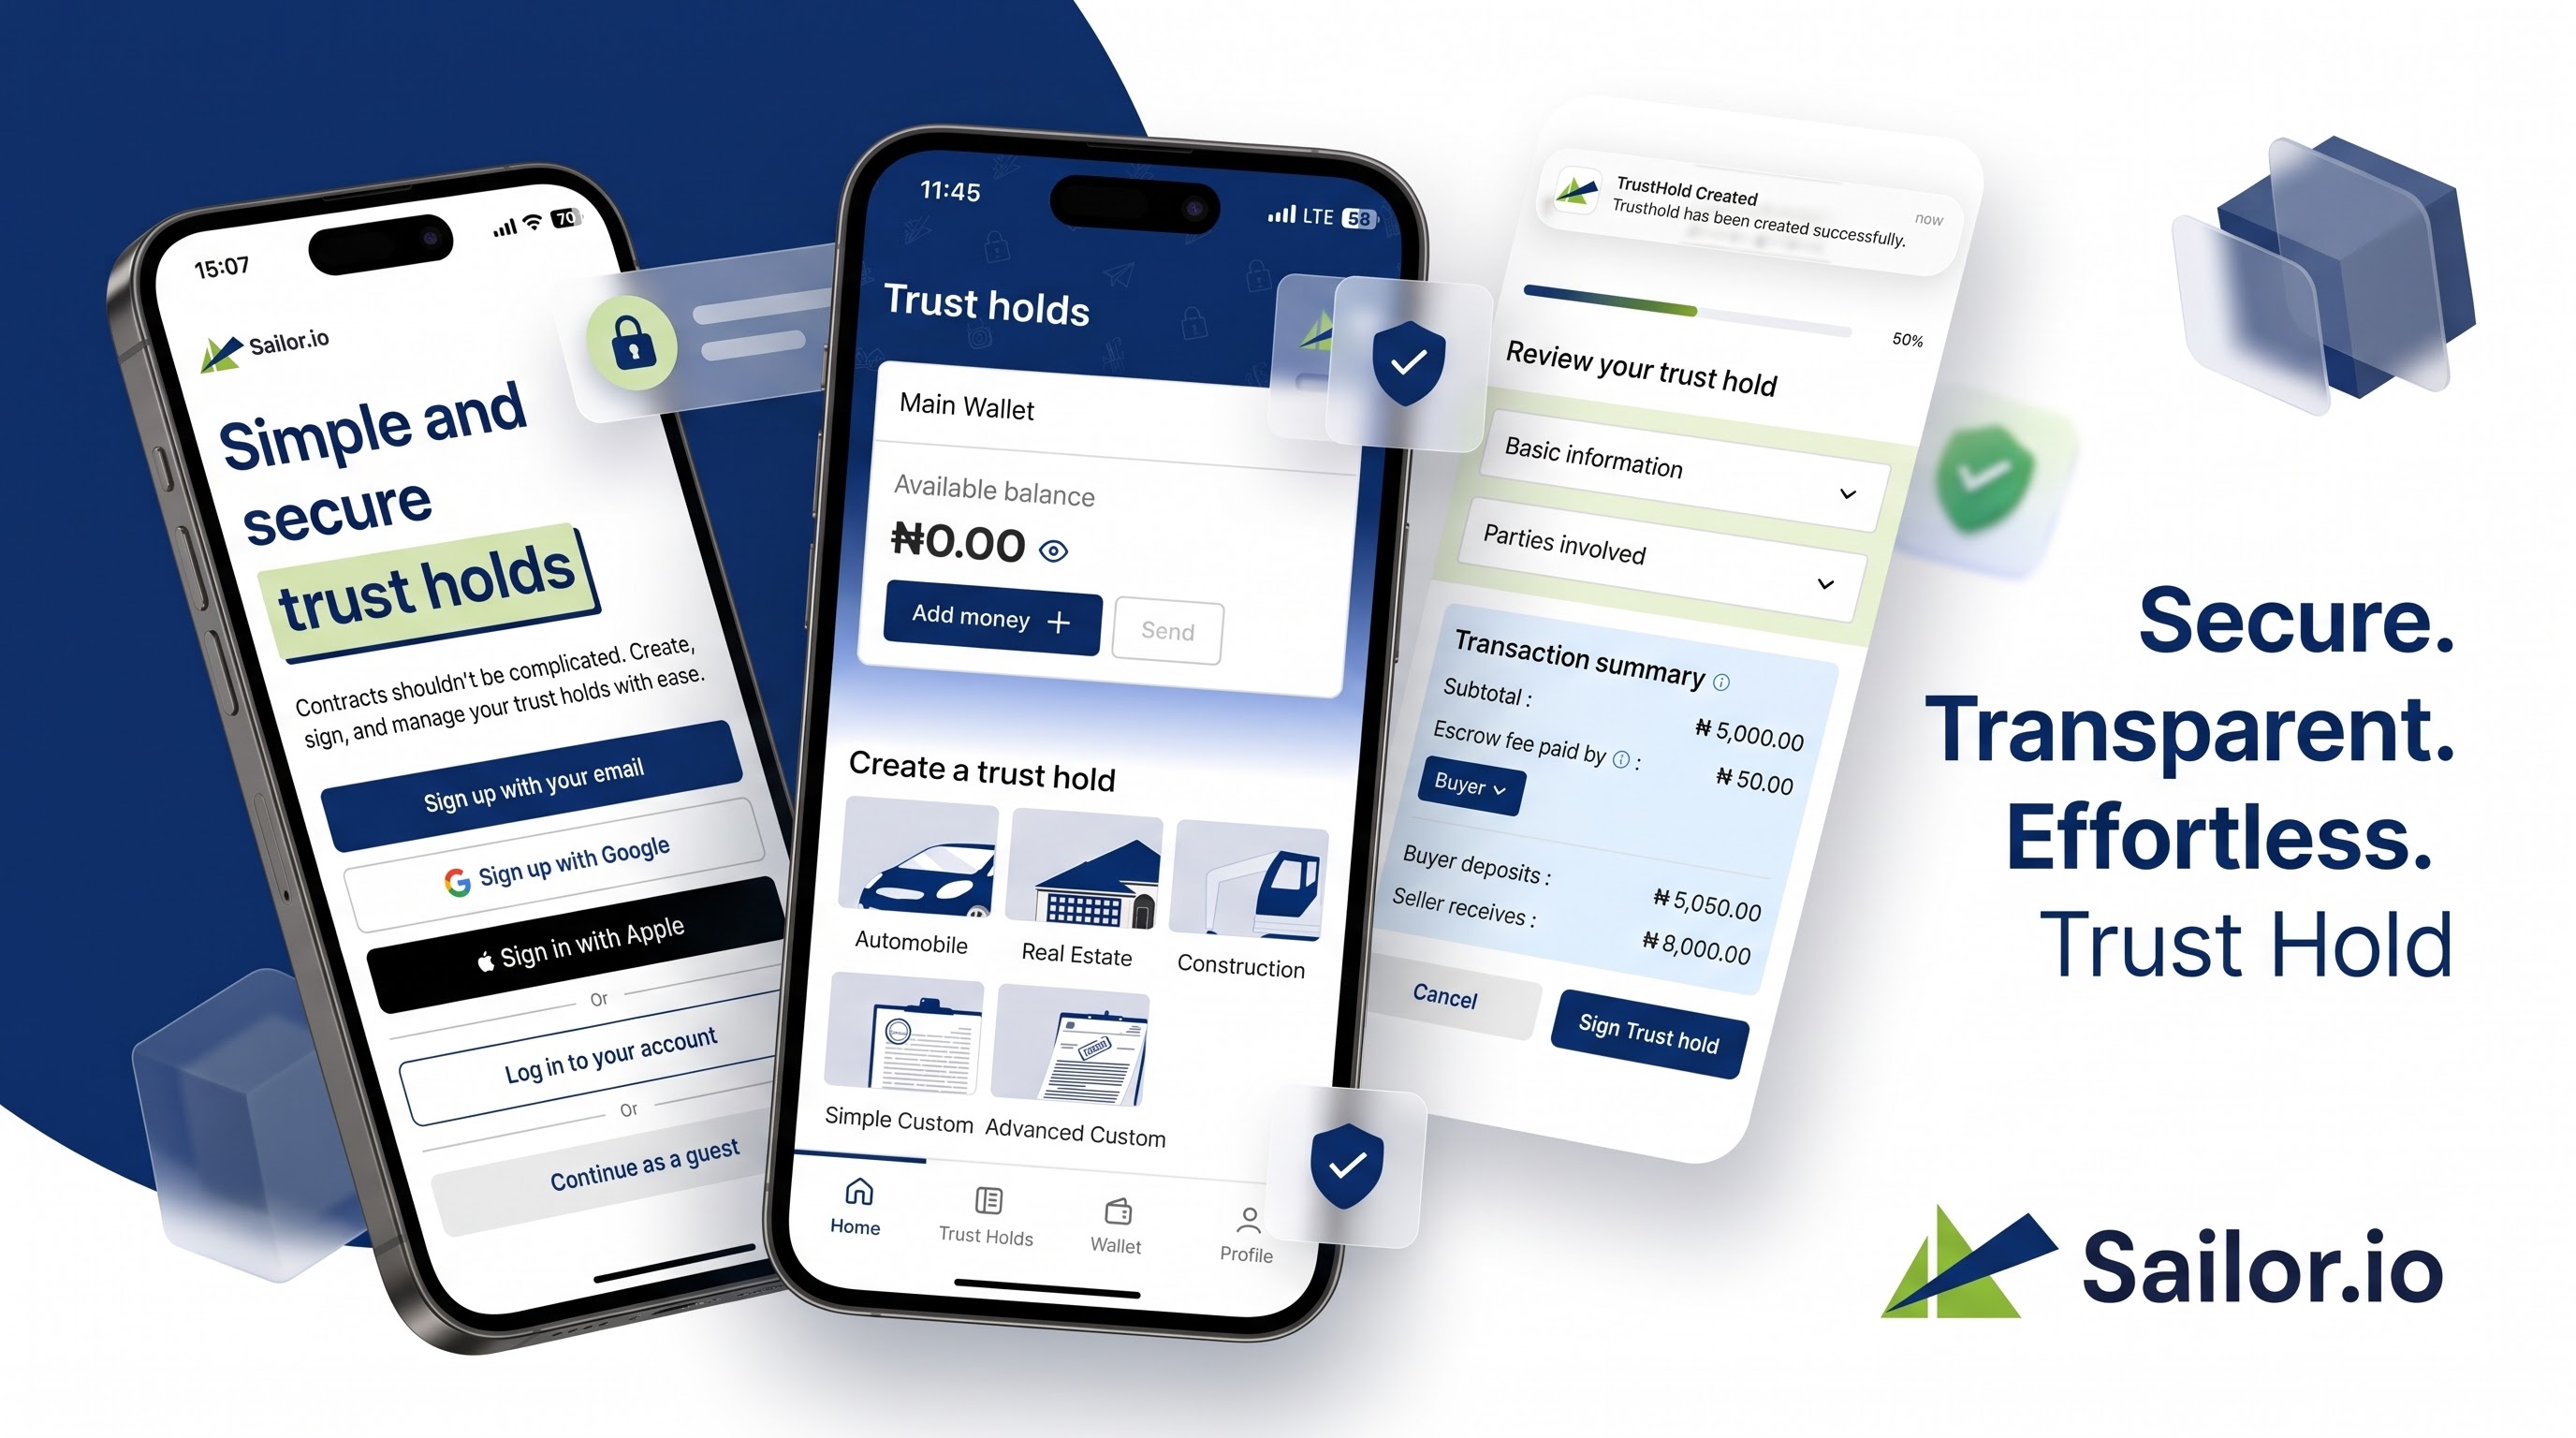 15:07
70
Sailor.io
Simple and
secure
trust holds
Contracts shouldn't be complicated. Create,
sign, and manage your trust holds with ease.
Sign up with your email
Sign up with Google
Sign in with Apple
Or
Log in to your account
Or
Continue as a guest
11:45
LTE 58
Trust holds
Main Wallet
Available balance
₦0.00
Add money +
Send
Create a trust hold
Automobile
Real Estate
Construction
Simple Custom
Advanced Custom
Home
Trust Holds
Wallet
Profile
TrustHold Created
now
Trusthold has been created successfully.
50%
Review your trust hold
Basic information
Parties involved
Transaction summary
Subtotal :
₦ 5,000.00
Escrow fee paid by :
₦ 50.00
Buyer
Buyer deposits :
₦ 5,050.00
Seller receives :
₦ 8,000.00
Cancel
Sign Trust hold
Secure.
Transparent.
Effortless.
Trust Hold
Sailor.io